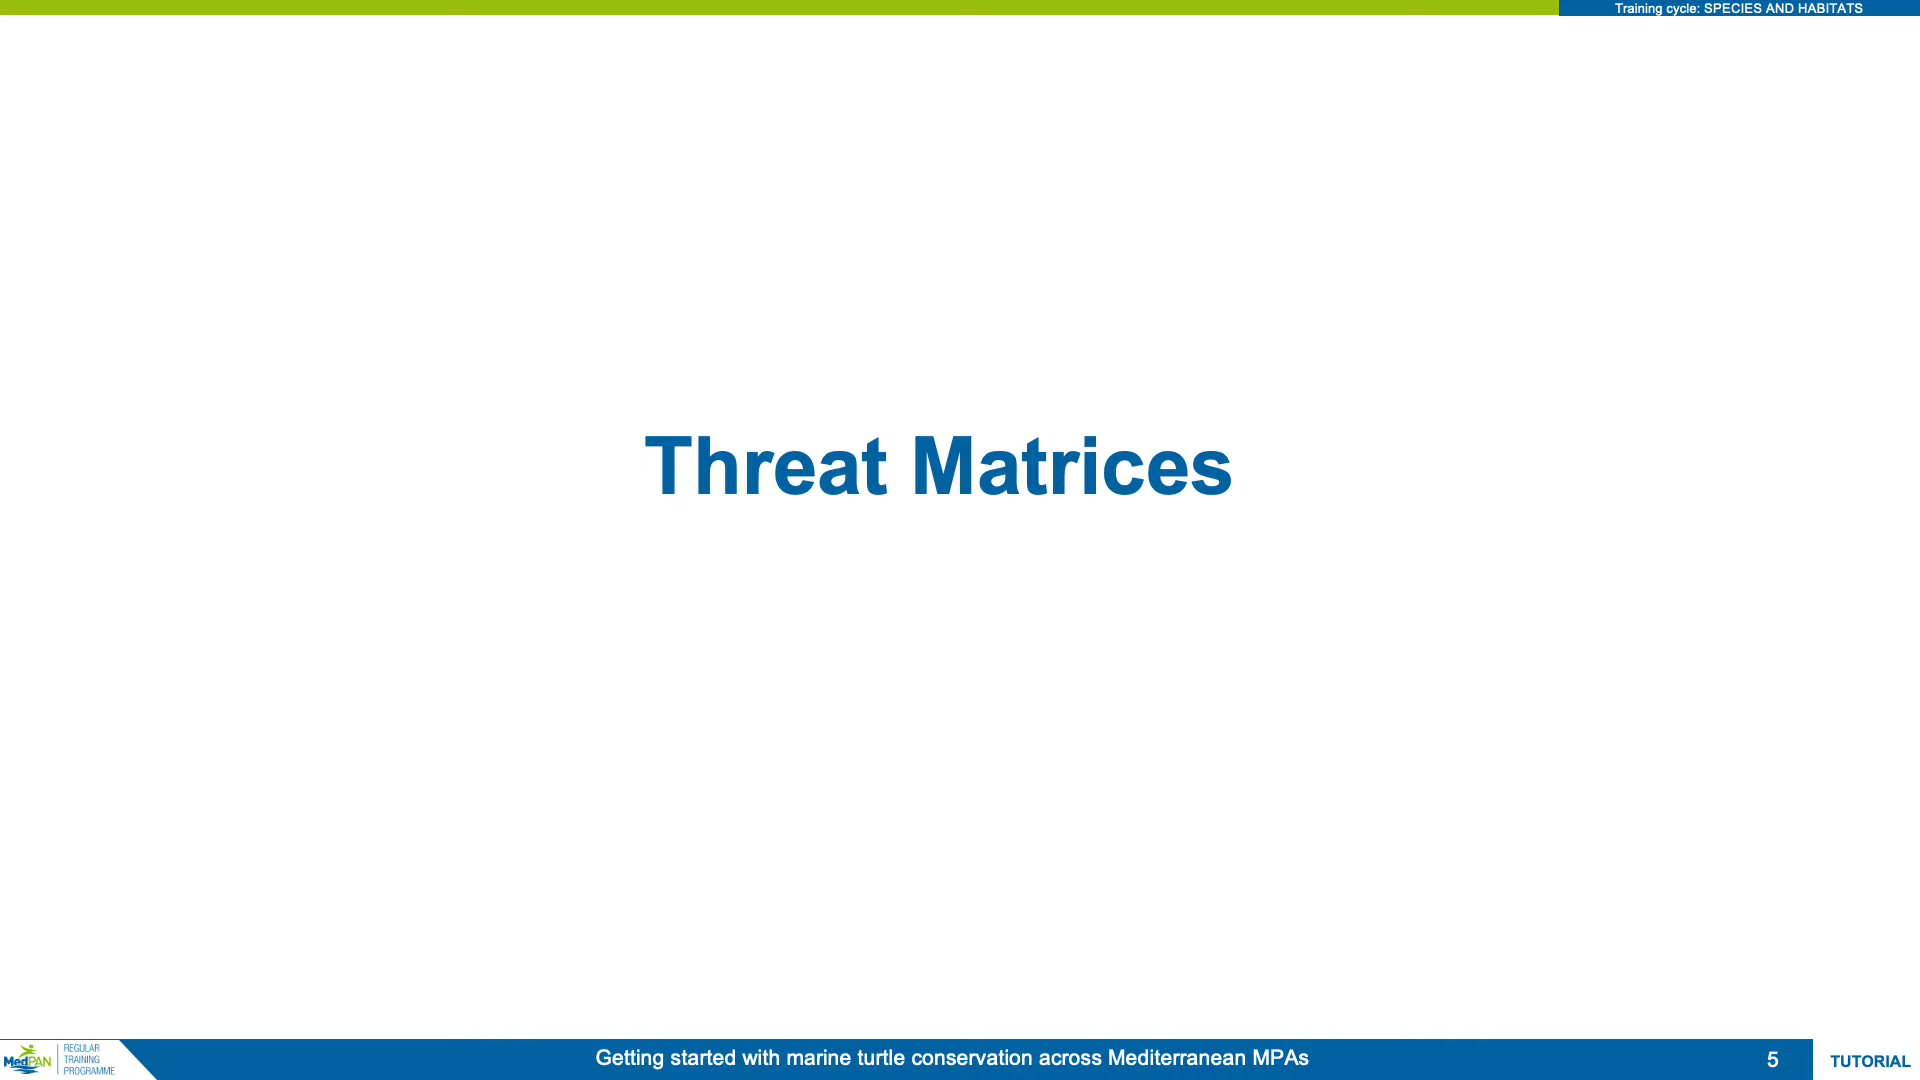 Training cycle: SPECIES AND HABITATS
Threat Matrices
MedPAN
REGULAR
TRAINING
PROGRAMME
Getting started with marine turtle conservation across Mediterranean MPAs
5
TUTORIAL